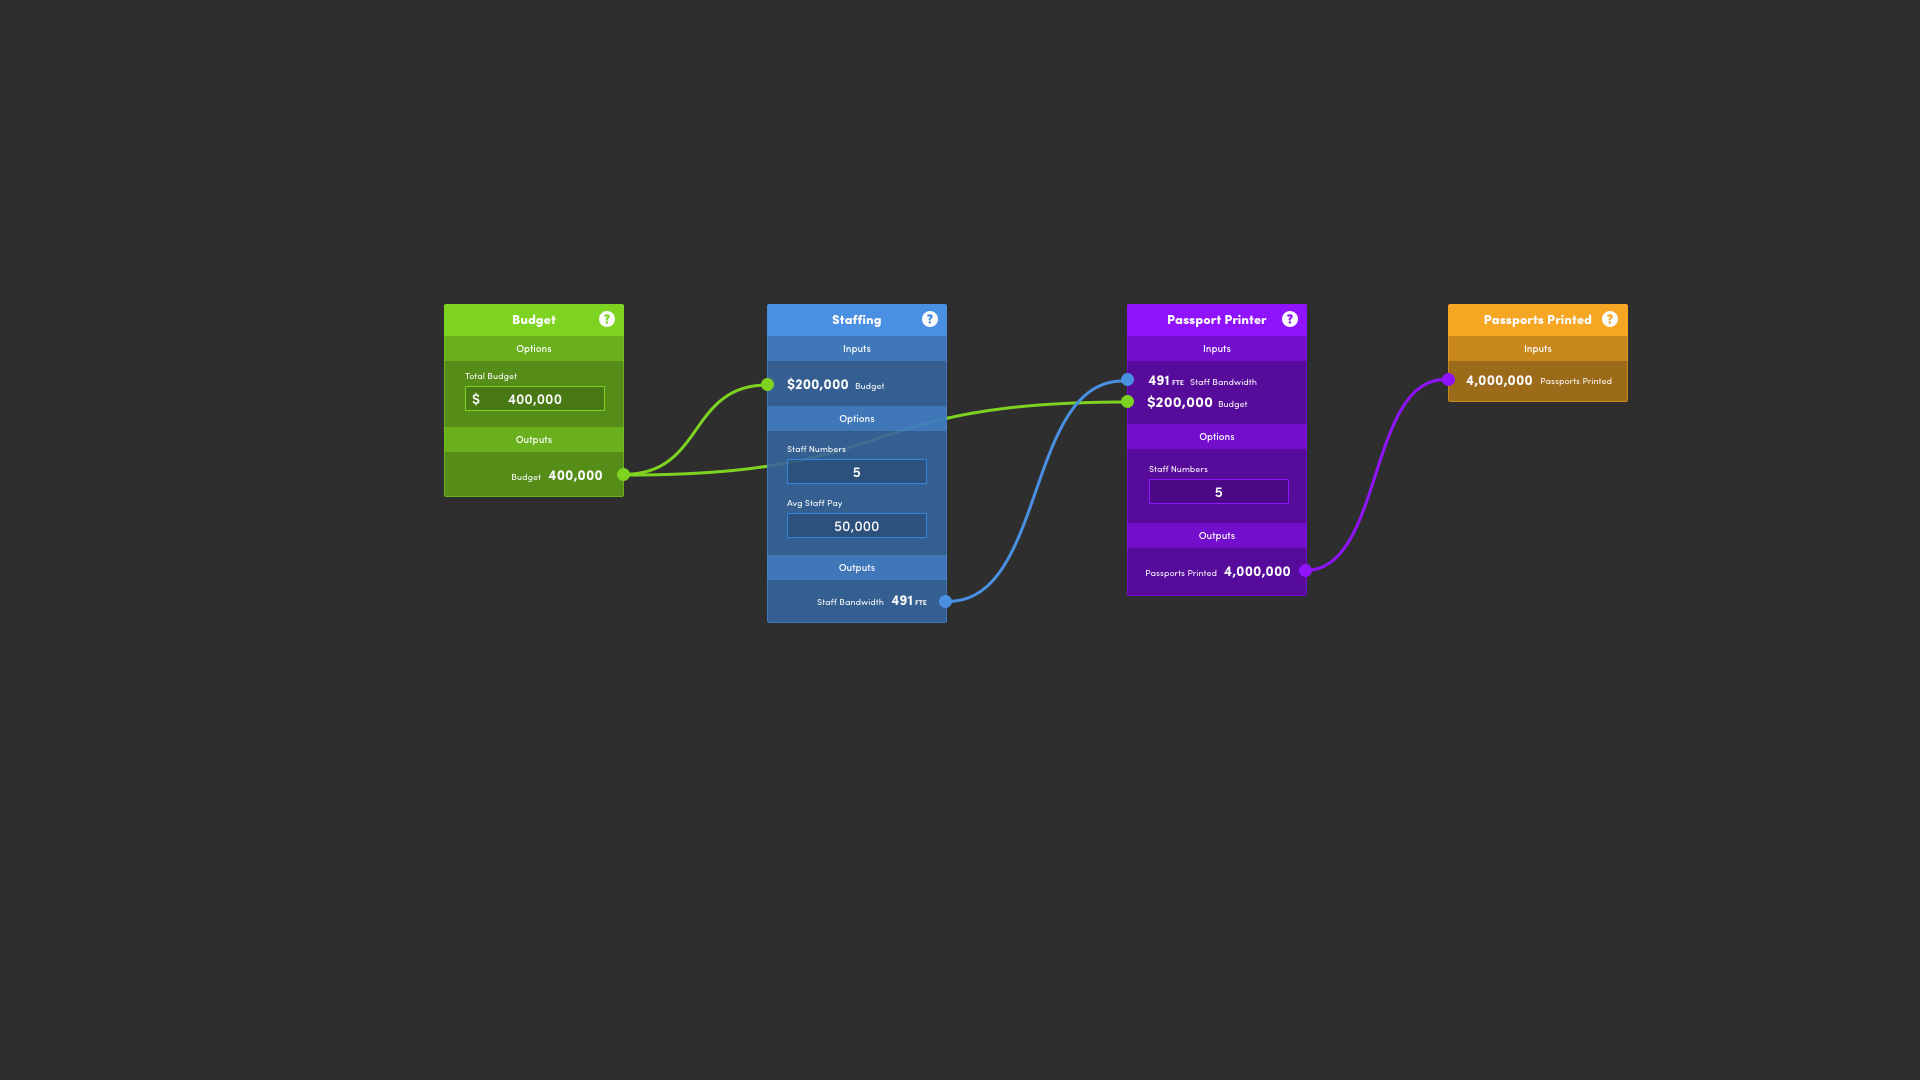 Budget ?
Options
Total Budget
$ 400,000
Outputs
Budget 400,000
Staffing ?
Inputs
$200,000 Budget
Options
Staff Numbers
5
Avg Staff Pay
50,000
Outputs
Staff Bandwidth 491 FTE
Passport Printer ?
Inputs
491 FTE Staff Bandwidth
$200,000 Budget
Options
Staff Numbers
5
Outputs
Passports Printed 4,000,000
Passports Printed ?
Inputs
4,000,000 Passports Printed